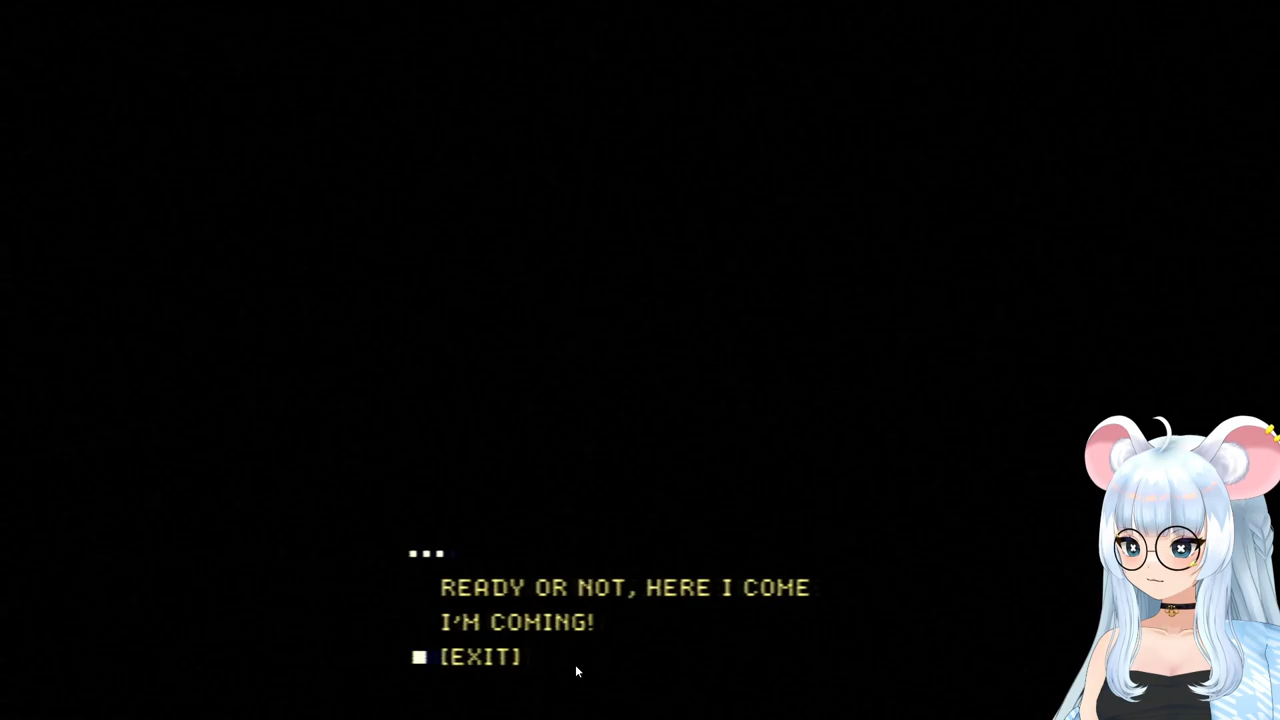 ...
READY OR NOT, HERE I COME
I'M COMING!
[EXIT]